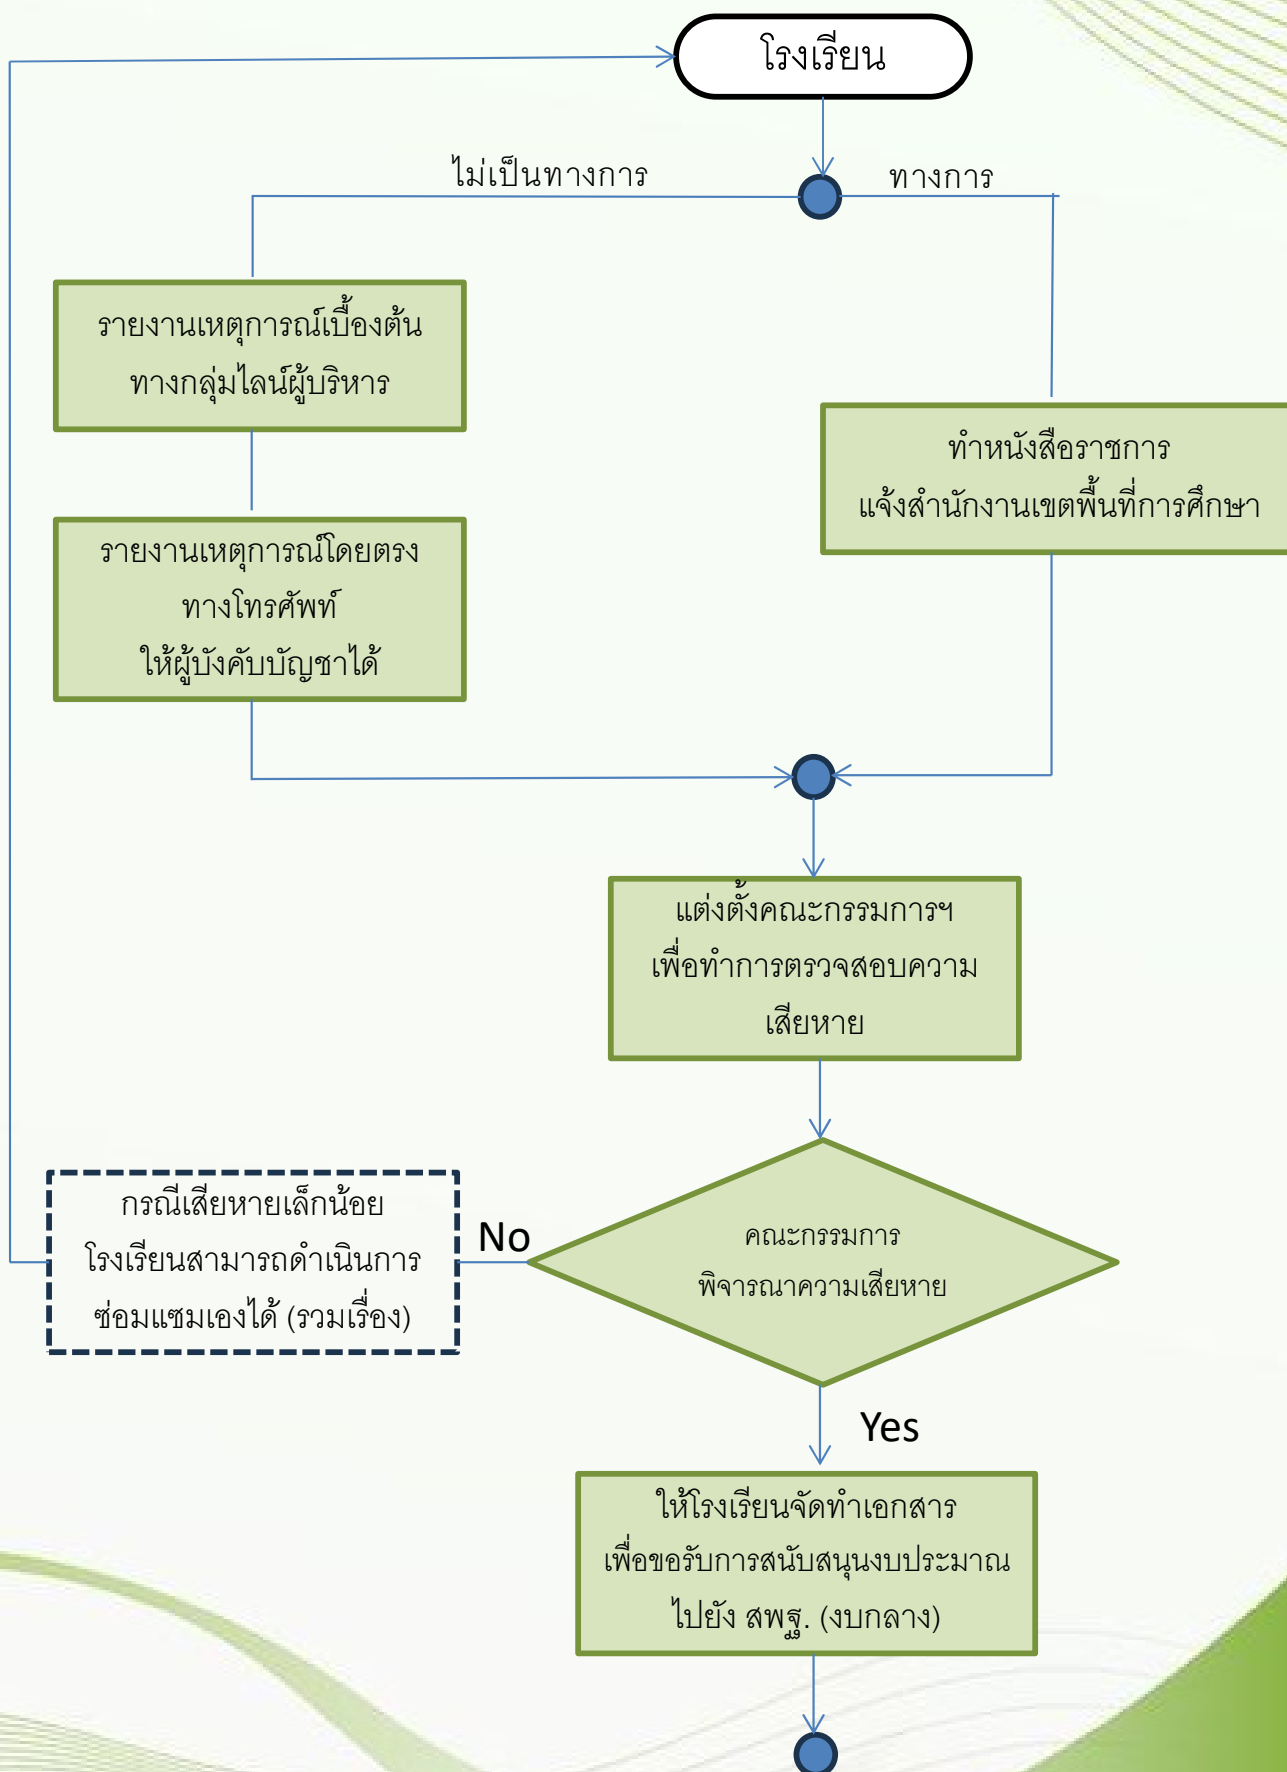 โรงเรียน
ไม่เป็นทางการ
ทางการ
รายงานเหตุการณ์เบื้องต้น
ทางกลุ่มไลน์ผู้บริหาร
ทำหนังสือราชการ
แจ้งสำนักงานเขตพื้นที่การศึกษา
รายงานเหตุการณ์โดยตรง
ทางโทรศัพท์
ให้ผู้บังคับบัญชาได้
แต่งตั้งคณะกรรมการฯ
เพื่อทำการตรวจสอบความ
เสียหาย
กรณีเสียหายเล็กน้อย
โรงเรียนสามารถดำเนินการ
ซ่อมแซมเองได้ (รวมเรื่อง)
No
คณะกรรมการ
พิจารณาความเสียหาย
Yes
ให้โรงเรียนจัดทำเอกสาร
เพื่อขอรับการสนับสนุนงบประมาณ
ไปยัง สพฐ. (งบกลาง)